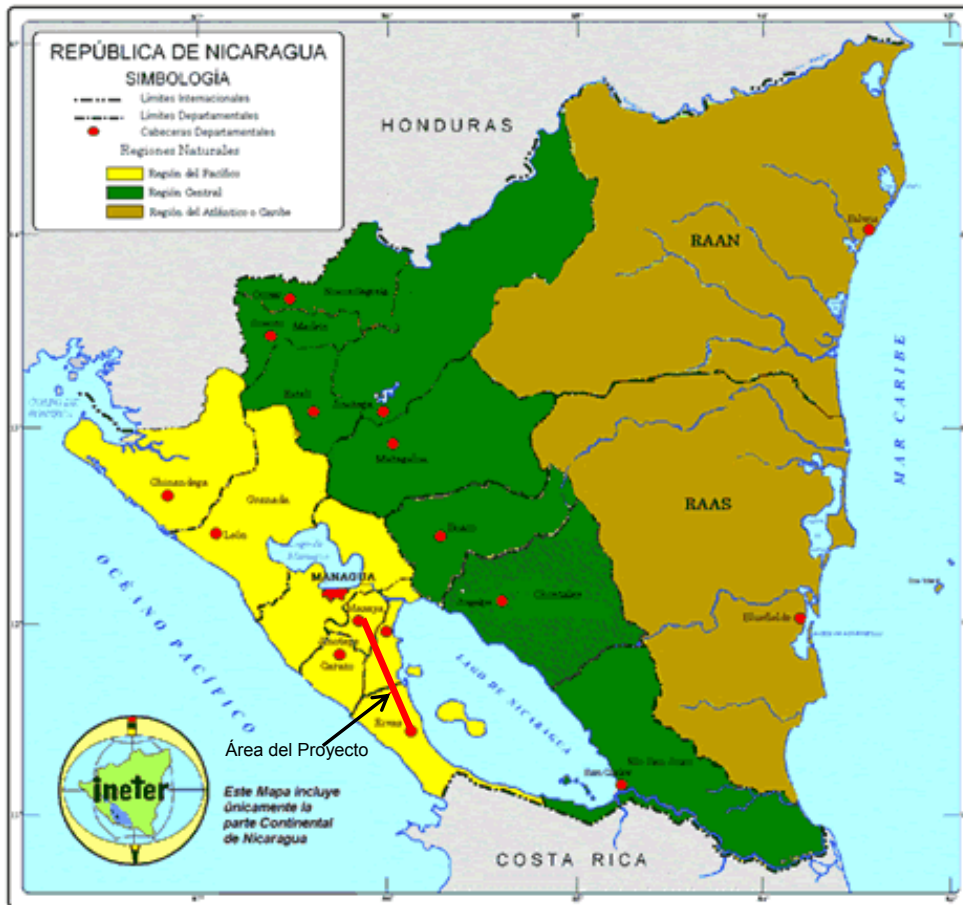 REPÚBLICA DE NICARAGUA
SIMBOLOGÍA
Límites Internacionales
Límites Departamentales
Cabeceras Departamentales
Regiones Naturales
Región del Pacífico
Región Central
Región del Atlántico o Caribe
HONDURAS
RAAN
MAR CARIBE
Madriz
Estelí
Jinotega
Matagalpa
Chinandega
Granada
León
RAAS
Boaco
MANAGUA
Masaya
Chontales
Bluefields
Carazo
OCÉANO PACÍFICO
LAGO DE NICARAGUA
Rivas
Área del Proyecto
San Carlos
Río San Juan
ineter
Este Mapa incluye
únicamente la
parte Continental
de Nicaragua
COSTA RICA